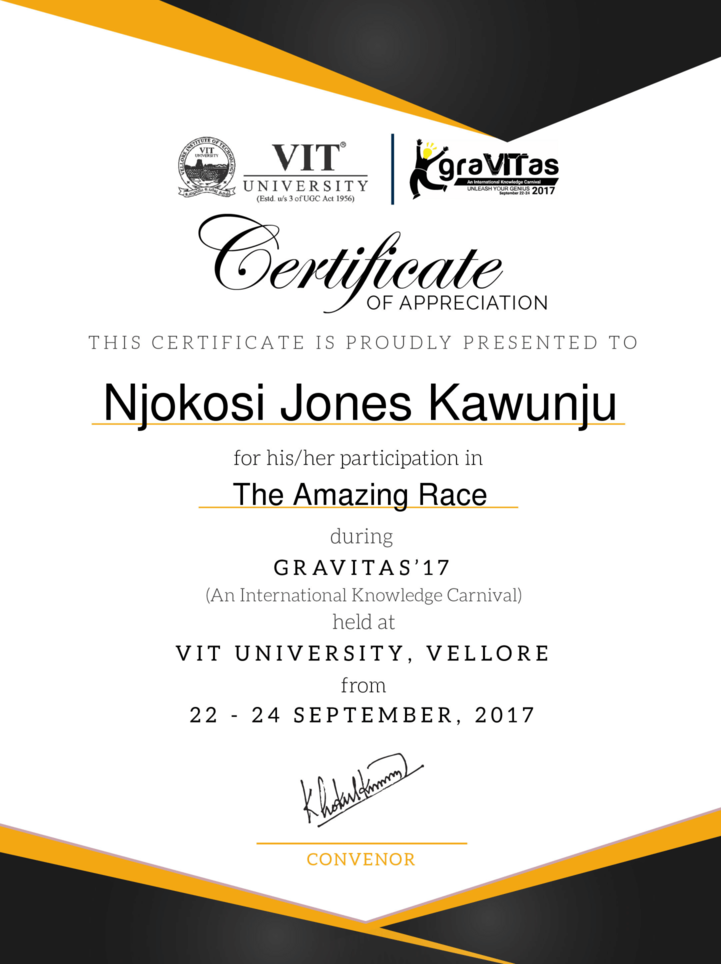 VELLORE INSTITUTE OF TECHNOLOGY
VIT
UNIVERSITY
VIT®
UNIVERSITY
(Estd. u/s 3 of UGC Act 1956)
graVITas
An International Knowledge Carnival
UNLEASH YOUR GENIUS 2017
September 22-24
Certificate
OF APPRECIATION
THIS CERTIFICATE IS PROUDLY PRESENTED TO
Njokosi Jones Kawunju
for his/her participation in
The Amazing Race
during
GRAVITAS'17
(An International Knowledge Carnival)
held at
VIT UNIVERSITY, VELLORE
from
22 - 24 SEPTEMBER, 2017
CONVENOR